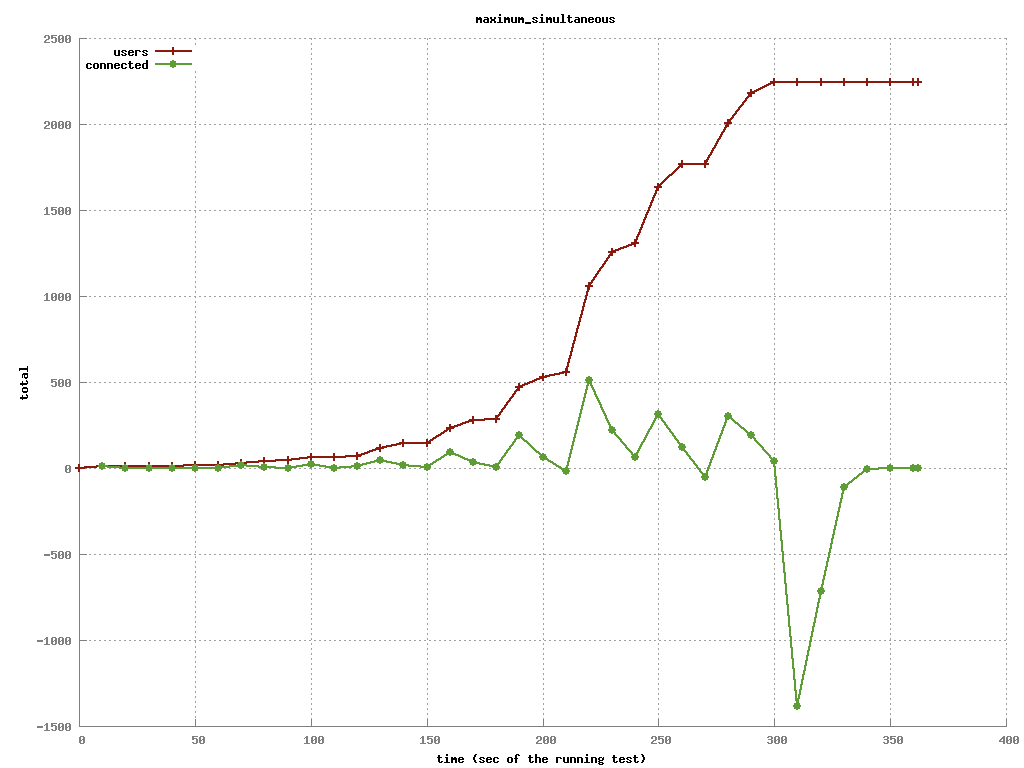 maximum_simultaneous
users
connected
2500
2000
1500
1000
500
0
-500
-1000
-1500
total
0 50 100 150 200 250 300 350 400
time (sec of the running test)